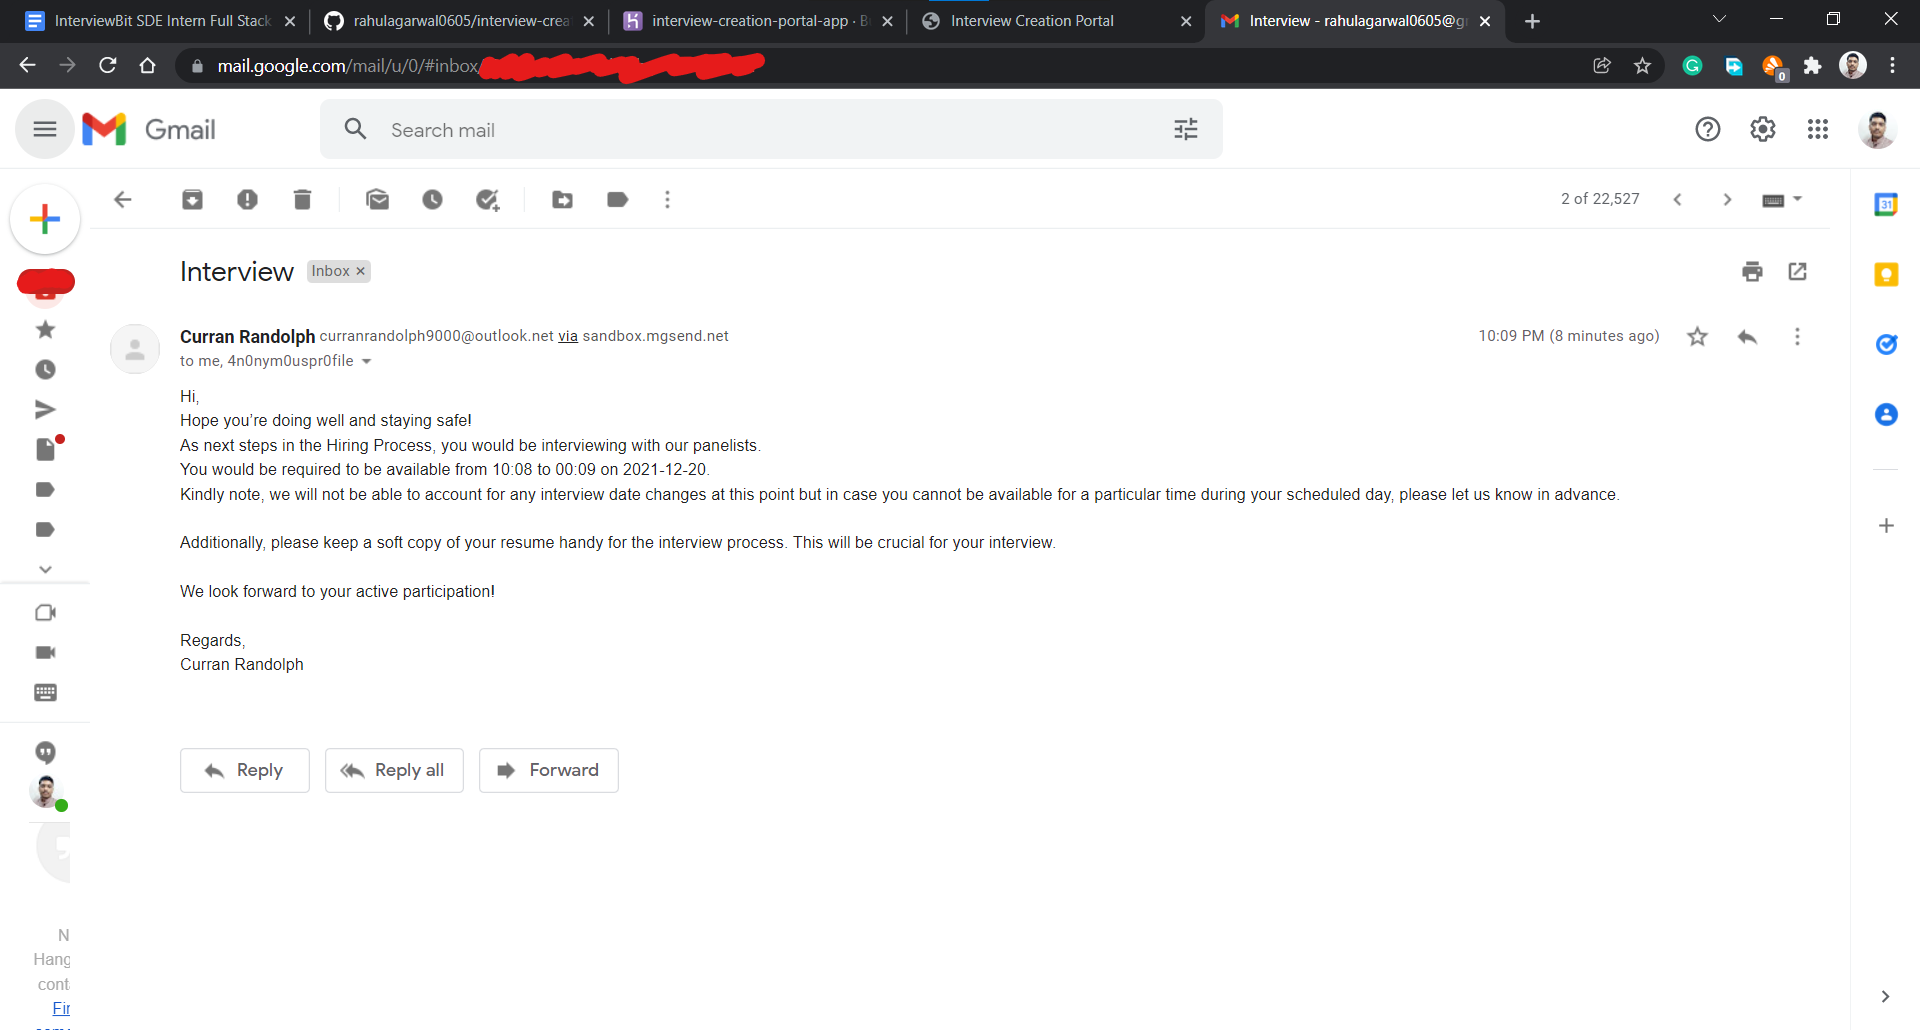 InterviewBit SDE Intern Full Stack
rahulagarwal0605/interview-crea
interview-creation-portal-app · B
Interview Creation Portal
Interview - rahulagarwal0605@g
mail.google.com/mail/u/0/#inbox
0
Gmail
Search mail
2 of 22,527
31
Interview
Inbox ×
Curran Randolph curranrandolph9000@outlook.net via sandbox.mgsend.net
10:09 PM (8 minutes ago)
to me, 4n0nym0uspr0file
Hi,
Hope you’re doing well and staying safe!
As next steps in the Hiring Process, you would be interviewing with our panelists.
You would be required to be available from 10:08 to 00:09 on 2021-12-20.
Kindly note, we will not be able to account for any interview date changes at this point but in case you cannot be available for a particular time during your scheduled day, please let us know in advance.
Additionally, please keep a soft copy of your resume handy for the interview process. This will be crucial for your interview.
We look forward to your active participation!
Regards,
Curran Randolph
Reply
Reply all
Forward
N
Hang
cont
Fir